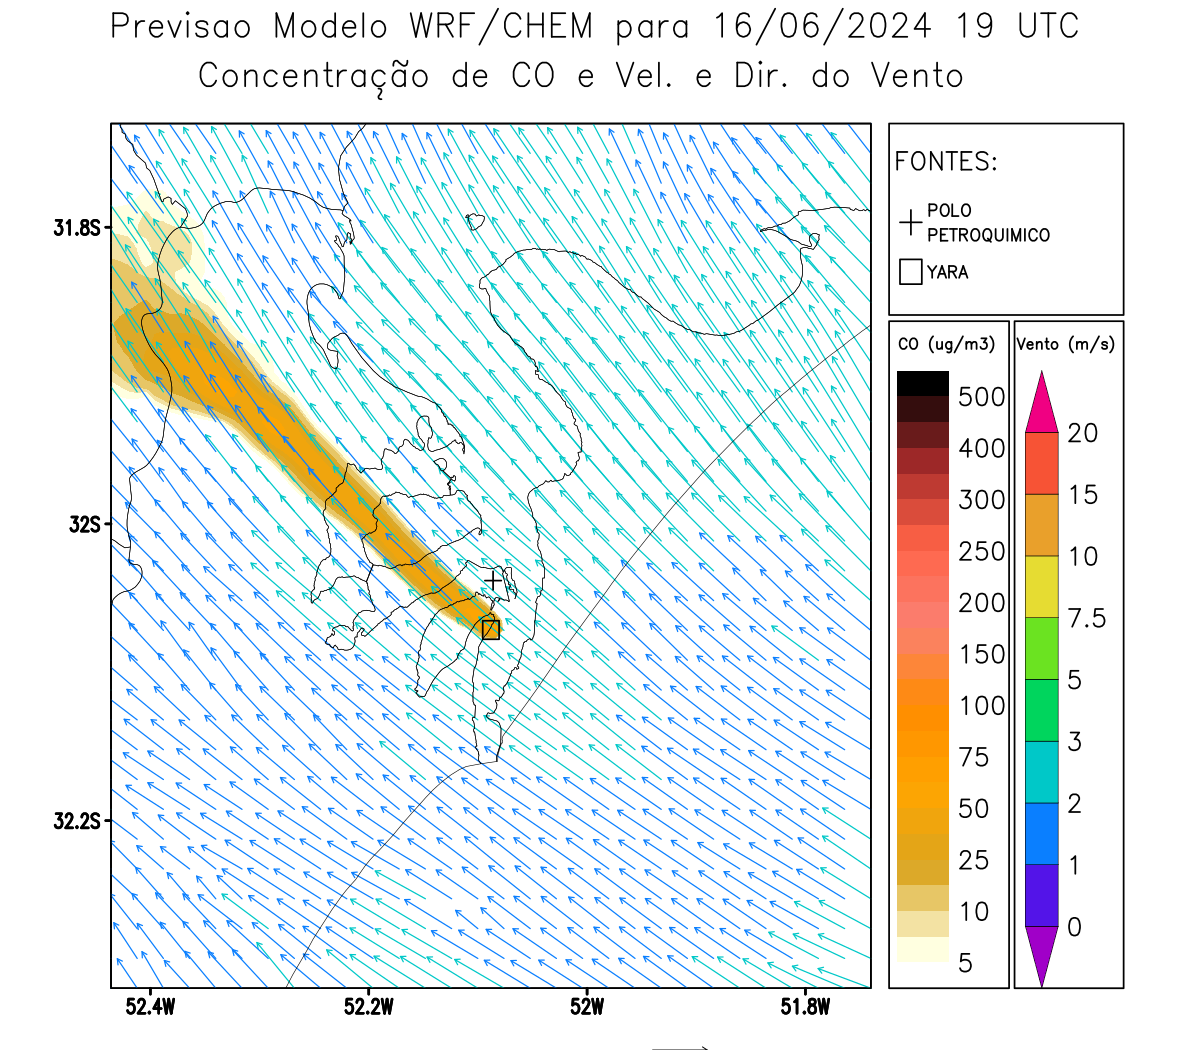 Previsao Modelo WRF/CHEM para 16/06/2024 19 UTC
Concentração de CO e Vel. e Dir. do Vento
FONTES:
POLO
PETROQUIMICO
YARA
CO (ug/m3)
500
400
300
250
200
150
100
75
50
25
10
5
Vento (m/s)
20
15
10
7.5
5
3
2
1
0
31.8S
32S
32.2S
52.4W 52.2W 52W 51.8W